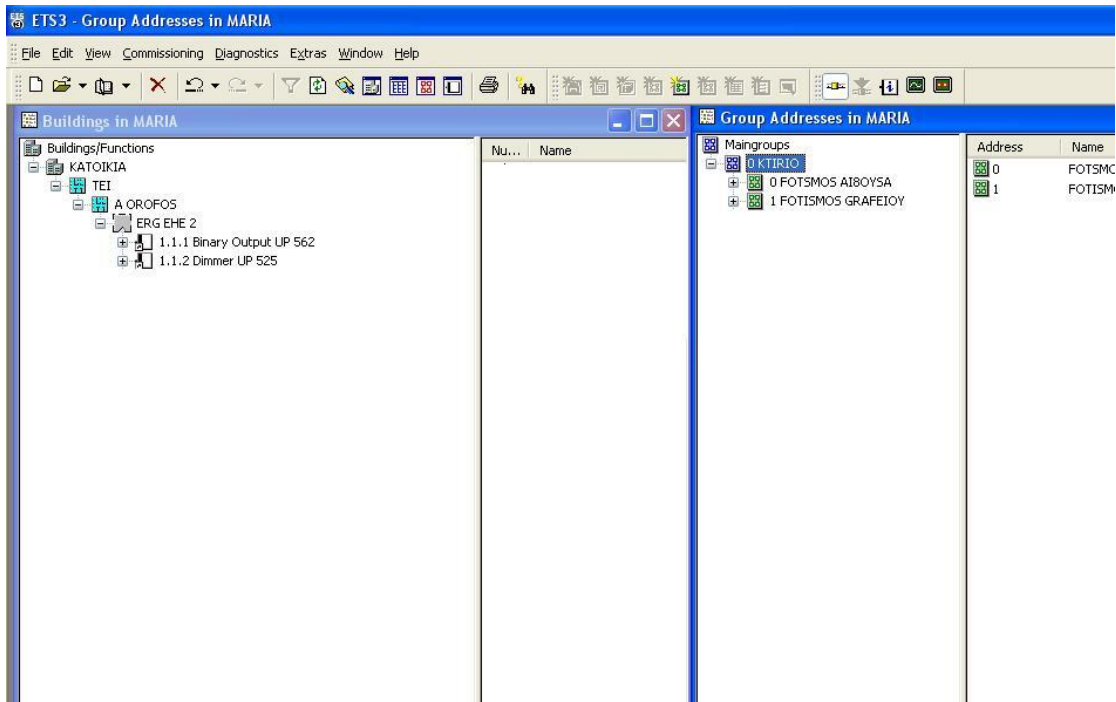 ETS3 - Group Addresses in MARIA
File Edit View Commissioning Diagnostics Extras Window Help
Buildings in MARIA
Buildings/Functions
KATOIKIA
TEI
A OROFOS
ERG EHE 2
1.1.1 Binary Output UP 562
1.1.2 Dimmer UP 525
Nu... Name
Group Addresses in MARIA
Maingroups
0 KTIRIO
0 FOTSMOS AI8OYSA
1 FOTISMOS GRAFEIOY
Address Name
0 FOTSMO
1 FOTISM